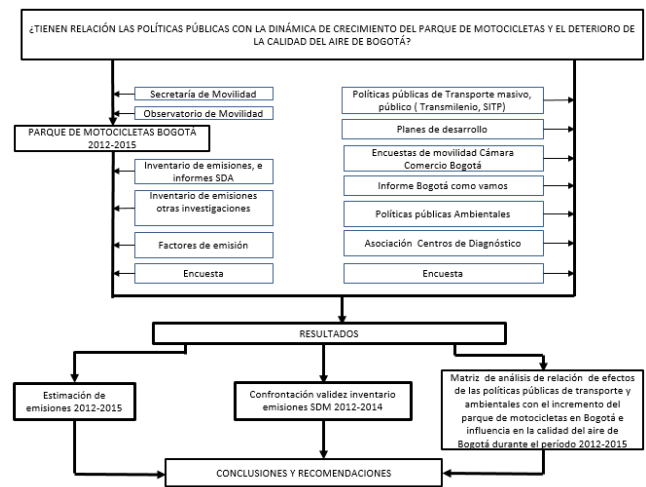 ¿TIENEN RELACIÓN LAS POLÍTICAS PÚBLICAS CON LA DINÁMICA DE CRECIMIENTO DEL PARQUE DE MOTOCICLETAS Y EL DETERIORO DE
LA CALIDAD DEL AIRE DE BOGOTÁ?
Secretaría de Movilidad
Observatorio de Movilidad
PARQUE DE MOTOCICLETAS BOGOTÁ
2012-2015
Inventario de emisiones, e
informes SDA
Inventario de emisiones
otras investigaciones
Factores de emisión
Encuesta
Políticas públicas de Transporte masivo,
público ( Transmilenio, SITP)
Planes de desarrollo
Encuestas de movilidad Cámara
Comercio Bogotá
Informe Bogotá como vamos
Políticas públicas Ambientales
Asociación Centros de Diagnóstico
Encuesta
RESULTADOS
Estimación de
emisiones 2012-2015
Confrontación validez inventario
emisiones SDM 2012-2014
Matriz de análisis de relación de efectos
de las políticas públicas de transporte y
ambientales con el incremento del
parque de motocicletas en Bogotá e
influencia en la calidad del aire de
Bogotá durante el período 2012-2015
CONCLUSIONES Y RECOMENDACIONES